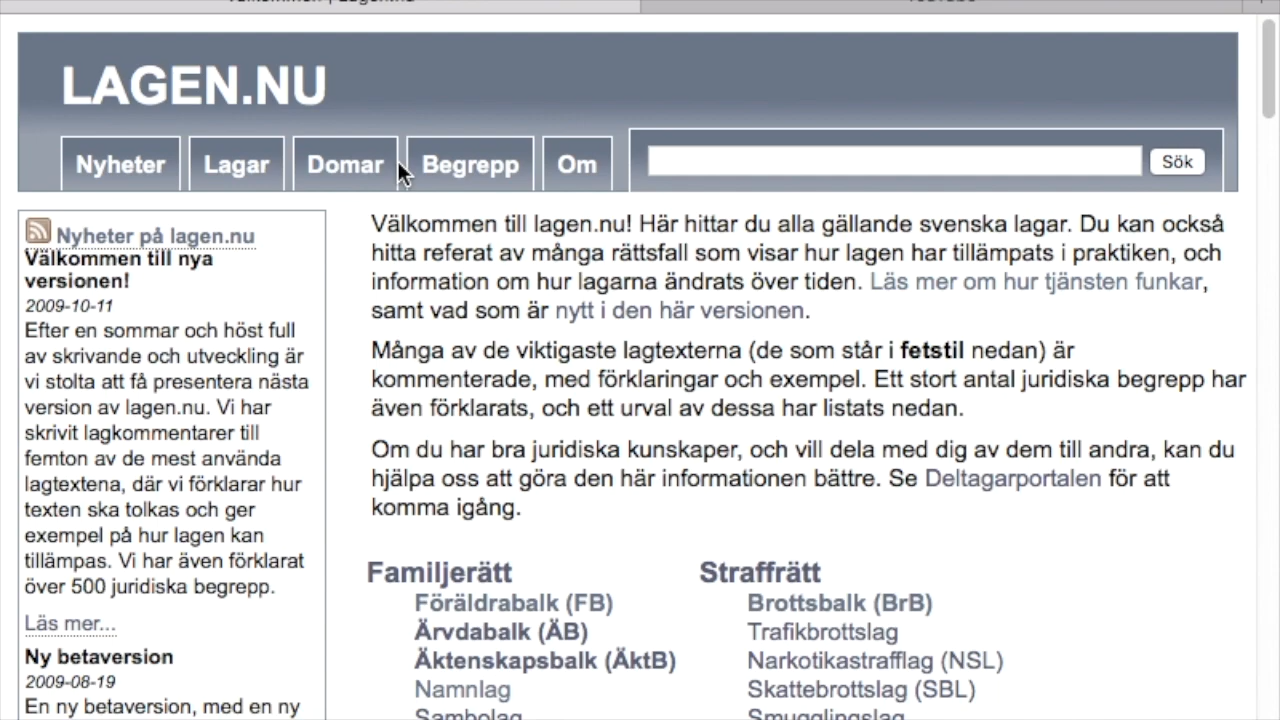 LAGEN.NU
Nyheter Lagar Domar Begrepp Om Sök
Nyheter på lagen.nu
Välkommen till nya
versionen!
2009-10-11
Efter en sommar och höst full
av skrivande och utveckling är
vi stolta att få presentera nästa
version av lagen.nu. Vi har
skrivit lagkommentarer till
femton av de mest använda
lagtextena, där vi förklarar hur
texten ska tolkas och ger
exempel på hur lagen kan
tillämpas. Vi har även förklarat
över 500 juridiska begrepp.
Läs mer...
Ny betaversion
2009-08-19
En ny betaversion, med en ny
Välkommen till lagen.nu! Här hittar du alla gällande svenska lagar. Du kan också
hitta referat av många rättsfall som visar hur lagen har tillämpats i praktiken, och
information om hur lagarna ändrats över tiden. Läs mer om hur tjänsten funkar,
samt vad som är nytt i den här versionen.
Många av de viktigaste lagtexterna (de som står i fetstil nedan) är
kommenterade, med förklaringar och exempel. Ett stort antal juridiska begrepp har
även förklarats, och ett urval av dessa har listats nedan.
Om du har bra juridiska kunskaper, och vill dela med dig av dem till andra, kan du
hjälpa oss att göra den här informationen bättre. Se Deltagarportalen för att
komma igång.
Familjerätt
Föräldrabalk (FB)
Ärvdabalk (ÄB)
Äktenskapsbalk (ÄktB)
Namnlag
Sambolag
Straffrätt
Brottsbalk (BrB)
Trafikbrottslag
Narkotikastrafflag (NSL)
Skattebrottslag (SBL)
Smugglingslag